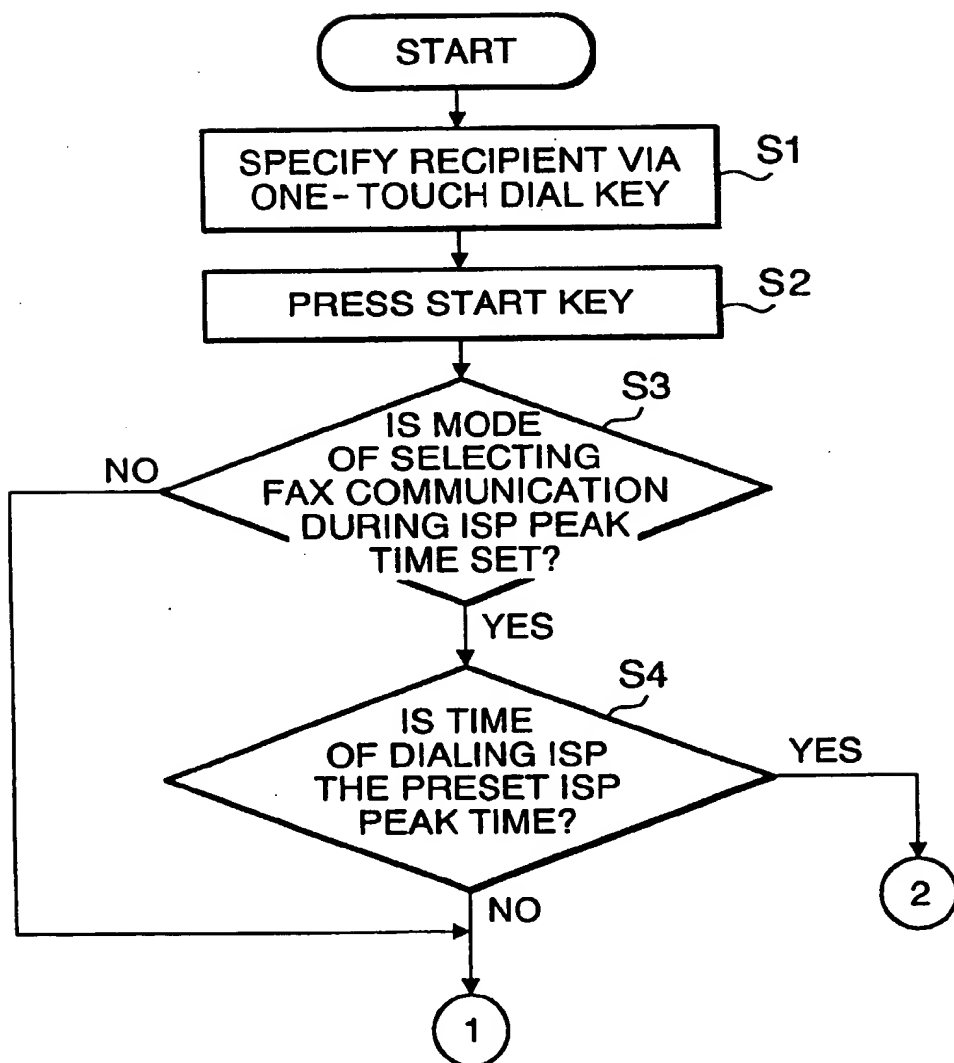 START
SPECIFY RECIPIENT VIA
ONE-TOUCH DIAL KEY
S1
PRESS START KEY
S2
S3
IS MODE
OF SELECTING
FAX COMMUNICATION
DURING ISP PEAK
TIME SET?
NO
YES
S4
IS TIME
OF DIALING ISP
THE PRESET ISP
PEAK TIME?
YES
2
NO
1